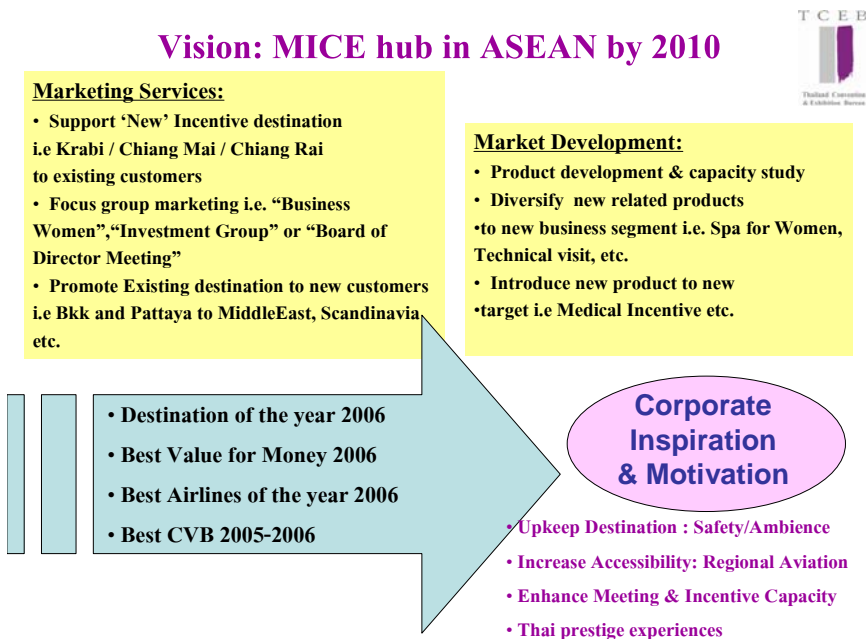 T C E B
Thailand Convention
& Exhibition Bureau
Vision: MICE hub in ASEAN by 2010
Marketing Services:
• Support ‘New’ Incentive destination
i.e Krabi / Chiang Mai / Chiang Rai
to existing customers
• Focus group marketing i.e. “Business
Women”,“Investment Group” or “Board of
Director Meeting”
• Promote Existing destination to new customers
i.e Bkk and Pattaya to MiddleEast, Scandinavia
etc.
Market Development:
• Product development & capacity study
• Diversify new related products
•to new business segment i.e. Spa for Women,
Technical visit, etc.
• Introduce new product to new
•target i.e Medical Incentive etc.
• Destination of the year 2006
• Best Value for Money 2006
• Best Airlines of the year 2006
• Best CVB 2005-2006
Corporate
Inspiration
& Motivation
• Upkeep Destination : Safety/Ambience
• Increase Accessibility: Regional Aviation
• Enhance Meeting & Incentive Capacity
• Thai prestige experiences